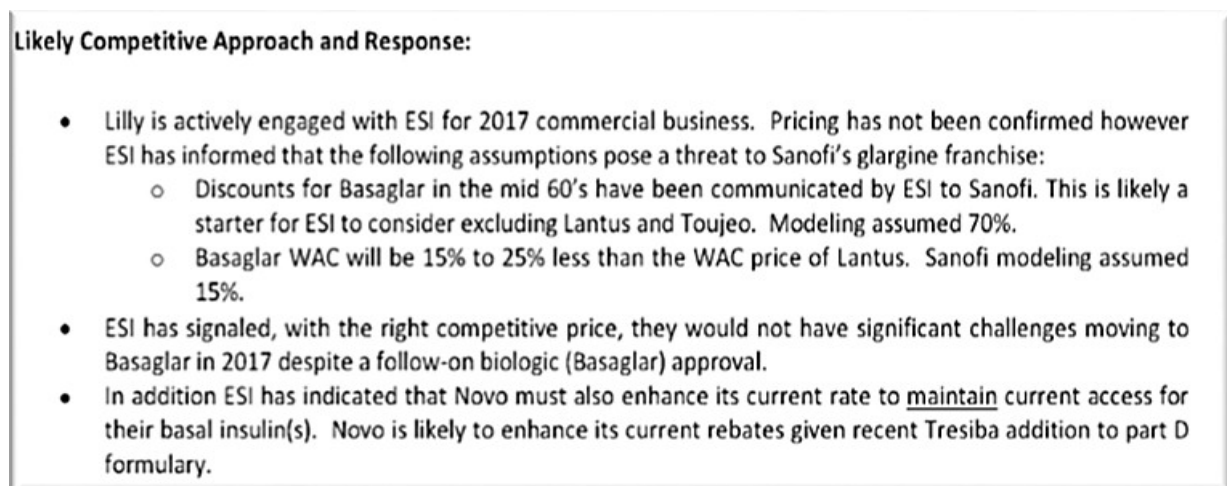 Likely Competitive Approach and Response:
• Lilly is actively engaged with ESI for 2017 commercial business. Pricing has not been confirmed however
ESI has informed that the following assumptions pose a threat to Sanofi's glargine franchise:
o Discounts for Basaglar in the mid 60's have been communicated by ESI to Sanofi. This is likely a
starter for ESI to consider excluding Lantus and Toujeo. Modeling assumed 70%.
o Basaglar WAC will be 15% to 25% less than the WAC price of Lantus. Sanofi modeling assumed
15%.
• ESI has signaled, with the right competitive price, they would not have significant challenges moving to
Basaglar in 2017 despite a follow-on biologic (Basaglar) approval.
• In addition ESI has indicated that Novo must also enhance its current rate to maintain current access for
their basal insulin(s). Novo is likely to enhance its current rebates given recent Tresiba addition to part D
formulary.